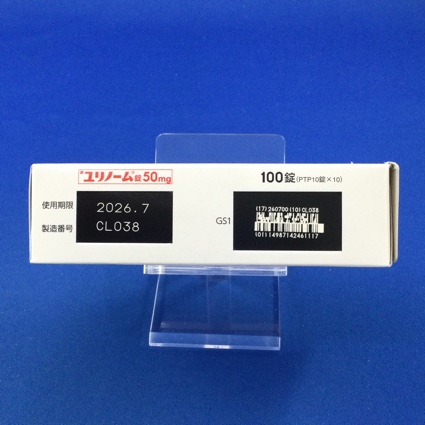 ユリノーム錠50mg
100錠(PTP10錠×10)
使用期限 2026.7
製造番号 CL038
GS1
(17)260700(10)CL038
(01)14987142461117